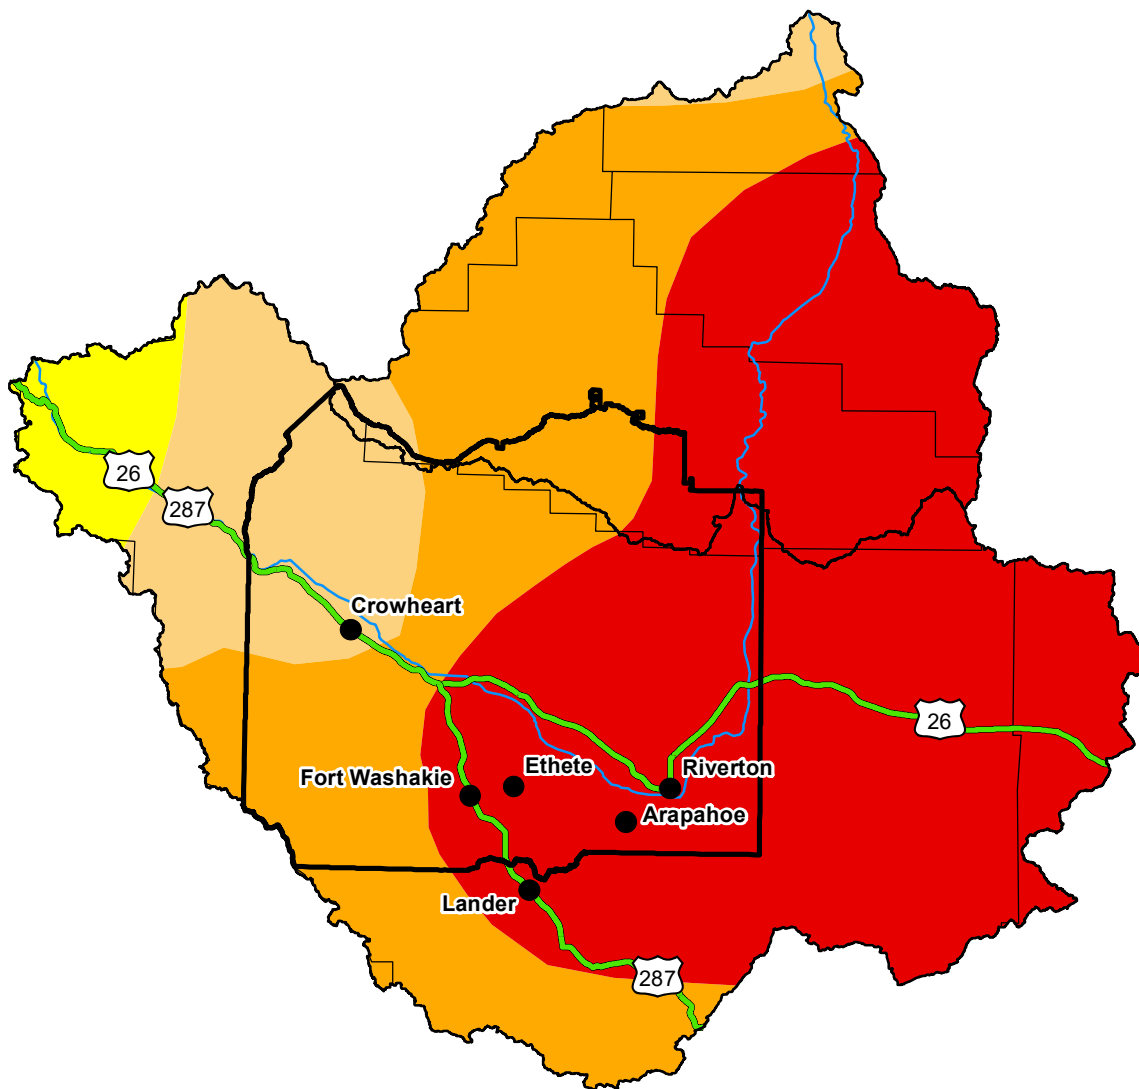 26
287
Crowheart
26
Ethete
Riverton
Fort Washakie
Arapahoe
Lander
287